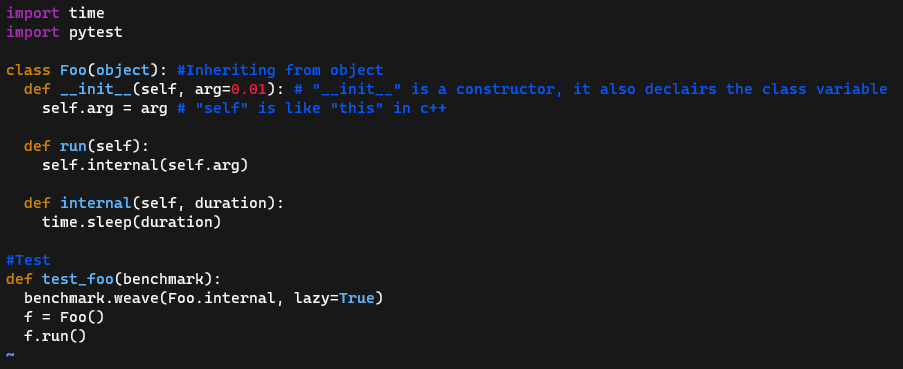 import time
import pytest

class Foo(object): #Inheriting from object
  def __init__(self, arg=0.01): # "__init__" is a constructor, it also declairs the class variable
    self.arg = arg # "self" is like "this" in c++

  def run(self):
    self.internal(self.arg)

  def internal(self, duration):
    time.sleep(duration)

#Test
def test_foo(benchmark):
  benchmark.weave(Foo.internal, lazy=True)
  f = Foo()
  f.run()
~